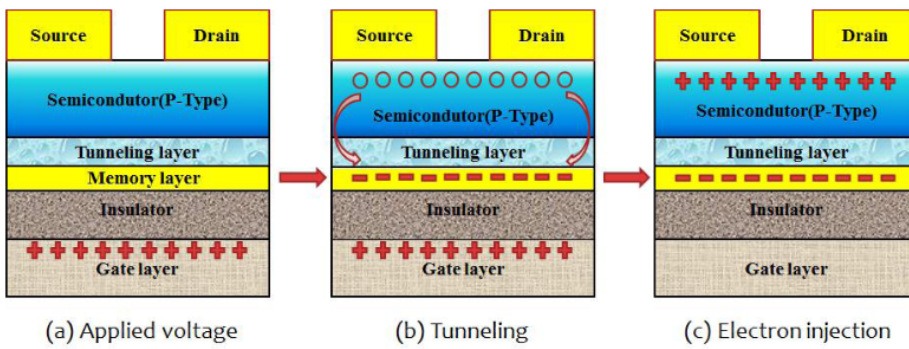 Source Drain
Semicondutor(P-Type)
Tunneling layer
Memory layer
Insulator
Gate layer
(a) Applied voltage
Source Drain
Semicondutor(P-Type)
Tunneling layer
Insulator
Gate layer
(b) Tunneling
Source Drain
Semicondutor(P-Type)
Tunneling layer
Insulator
Gate layer
(c) Electron injection